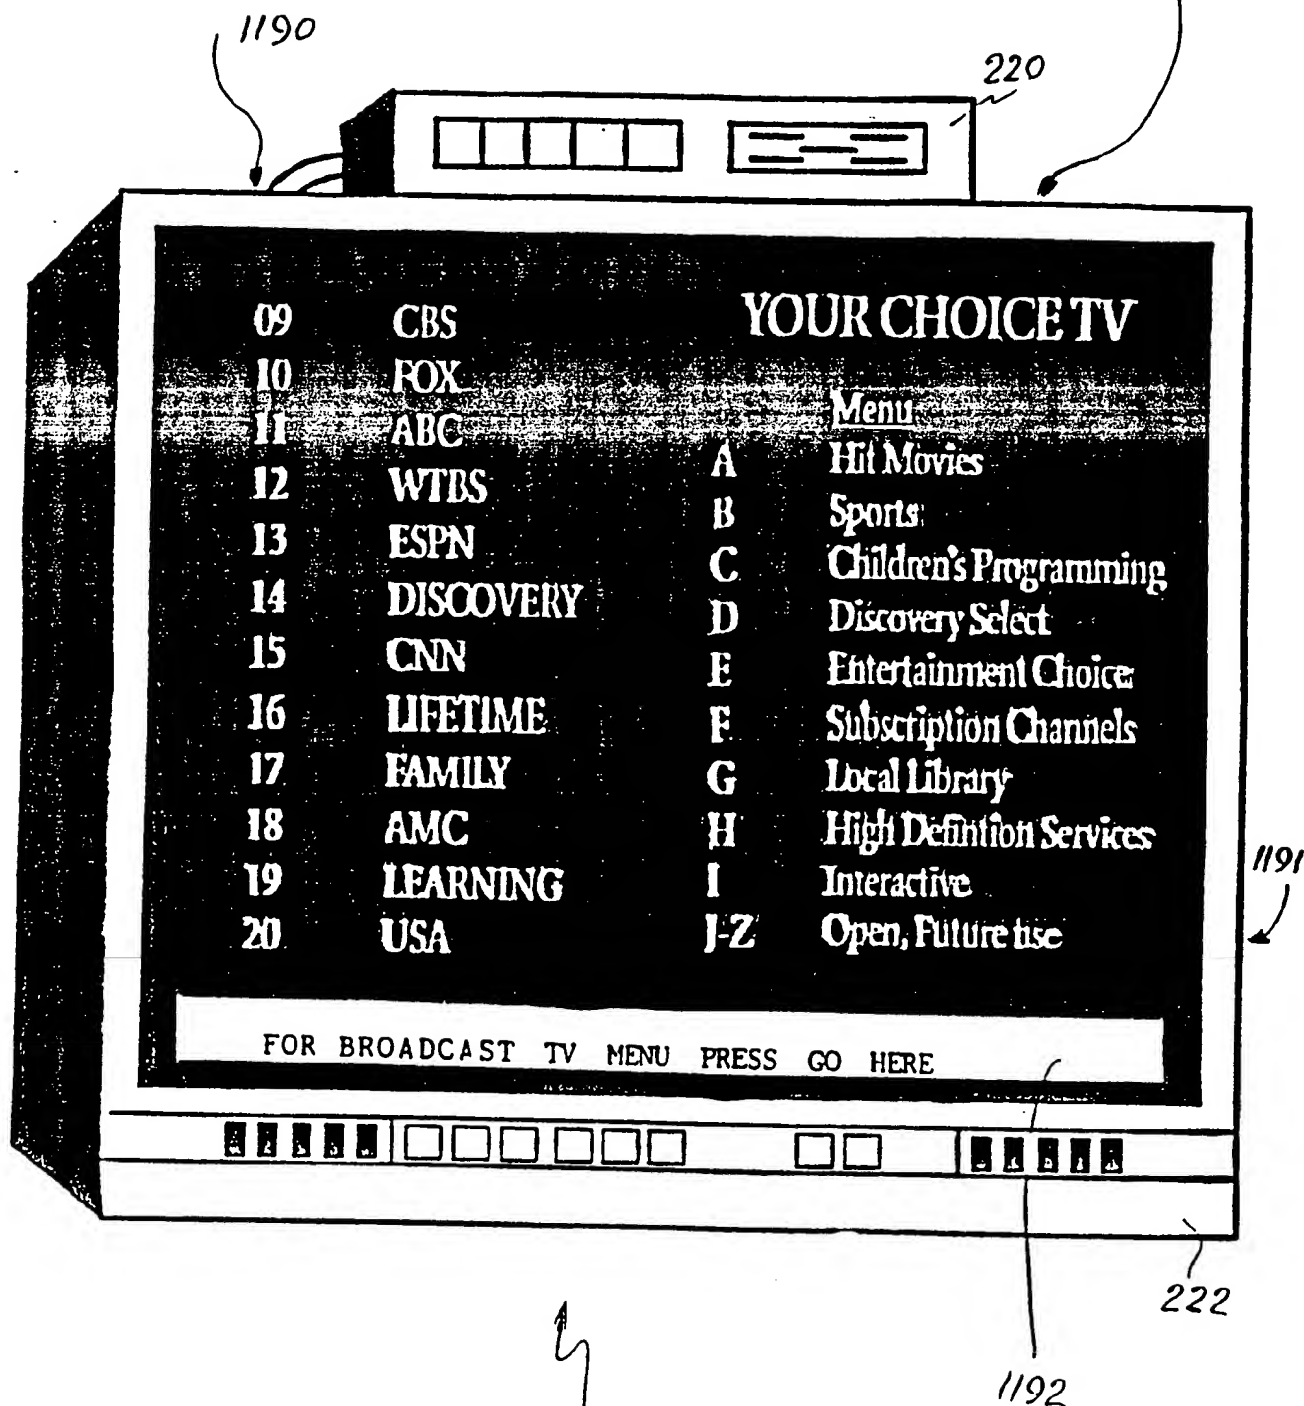 1190
220
YOUR CHOICE TV
09 CBS
10 FOX
11 ABC
12 WTBS
13 ESPN
14 DISCOVERY
15 CNN
16 LIFETIME
17 FAMILY
18 AMC
19 LEARNING
20 USA
Menu
A Hit Movies
B Sports
C Children's Programming
D Discovery Select
E Entertainment Choice
F Subscription Channels
G Local Library
H High Defintion Services
I Interactive
J-Z Open, Future use
1191
FOR BROADCAST TV MENU PRESS GO HERE
222
1192